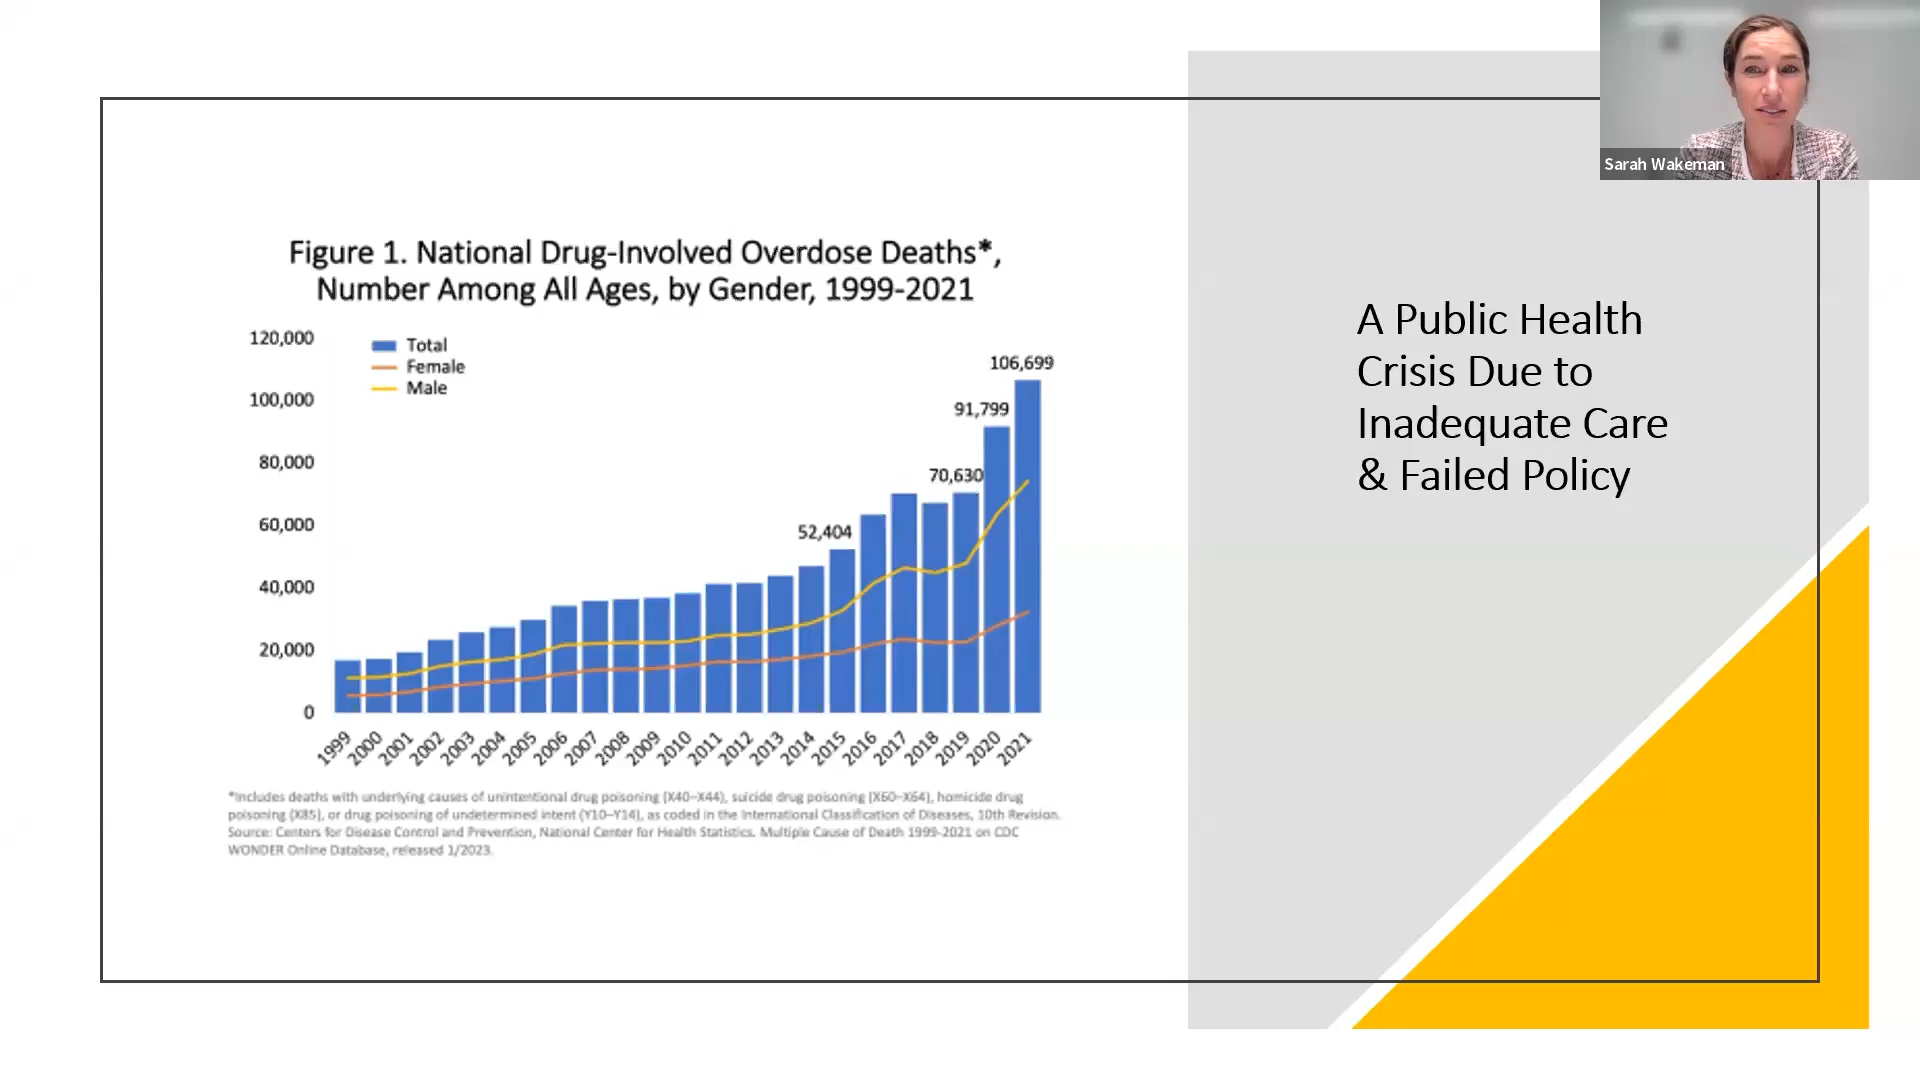 Sarah Wakeman
Figure 1. National Drug-Involved Overdose Deaths*,
Number Among All Ages, by Gender, 1999-2021
120,000
100,000
80,000
60,000
40,000
20,000
0
Total
Female
Male
52,404
70,630
91,799
106,699
1999
2000
2001
2002
2003
2004
2005
2006
2007
2008
2009
2010
2011
2012
2013
2014
2015
2016
2017
2018
2019
2020
2021
*Includes deaths with underlying causes of unintentional drug poisoning (X40–X44), suicide drug poisoning (X60–X64), homicide drug
poisoning (X85), or drug poisoning of undetermined intent (Y10–Y14), as coded in the International Classification of Diseases, 10th Revision.
Source: Centers for Disease Control and Prevention, National Center for Health Statistics. Multiple Cause of Death 1999-2021 on CDC
WONDER Online Database, released 1/2023.
A Public Health
Crisis Due to
Inadequate Care
& Failed Policy